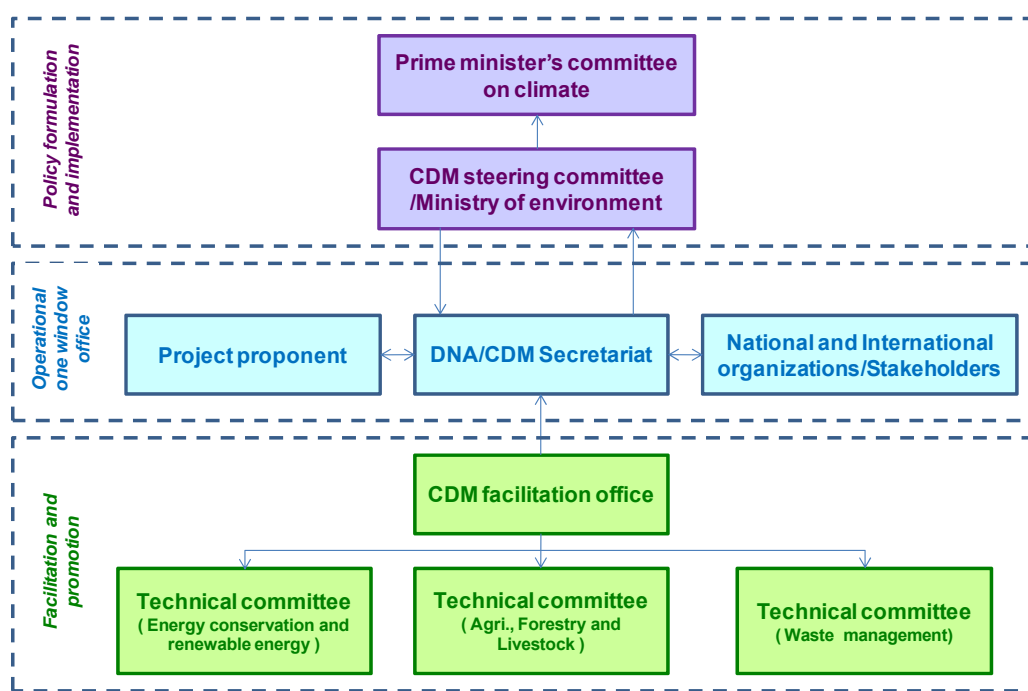 Policy formulation
and implementation
Prime minister's committee
on climate
CDM steering committee
/Ministry of environment
Operational
one window
office
Project proponent
DNA/CDM Secretariat
National and International
organizations/Stakeholders
Facilitation and
promotion
CDM facilitation office
Technical committee
( Energy conservation and
renewable energy )
Technical committee
( Agri., Forestry and
Livestock )
Technical committee
( Waste management)